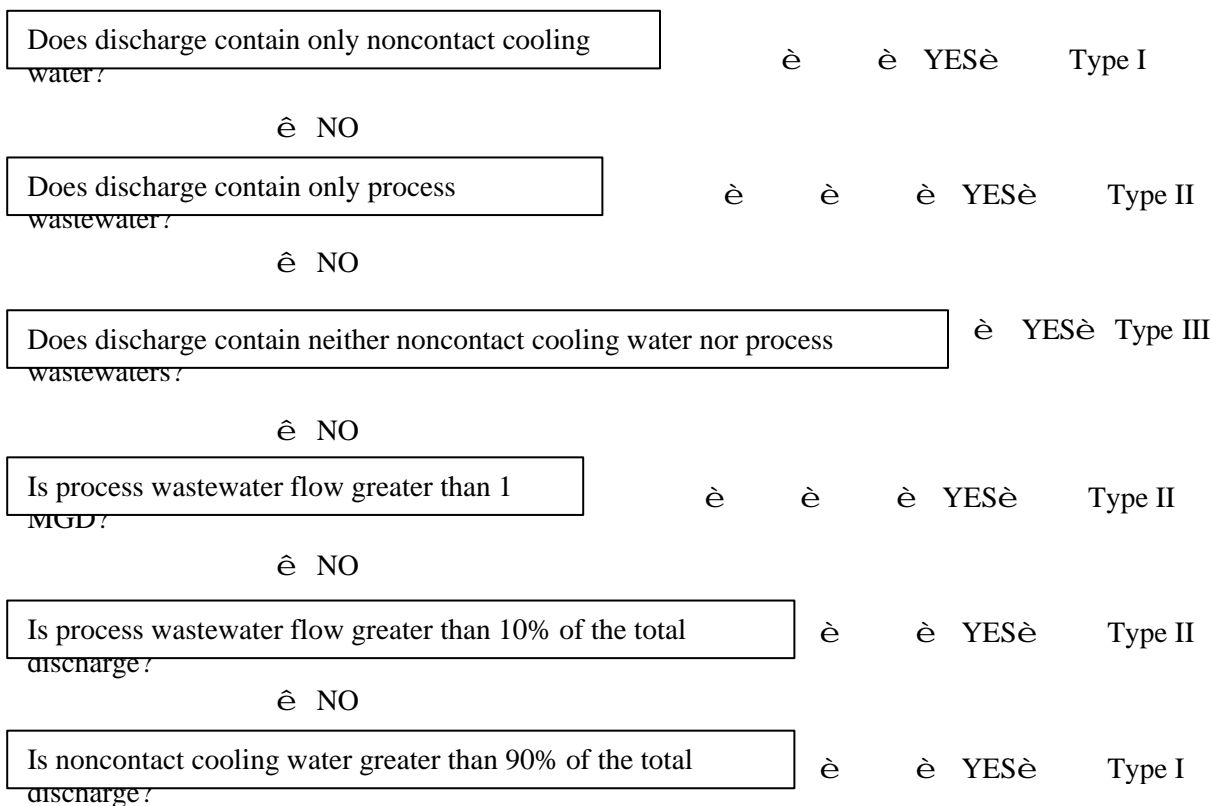 Does discharge contain only noncontact cooling
water?
è è YESè Type I
ê NO
Does discharge contain only process
wastewater?
è è è YESè Type II
ê NO
Does discharge contain neither noncontact cooling water nor process
wastewaters?
è YESè Type III
ê NO
Is process wastewater flow greater than 1
MGD?
è è è YESè Type II
ê NO
Is process wastewater flow greater than 10% of the total
discharge?
è è YESè Type II
ê NO
Is noncontact cooling water greater than 90% of the total
discharge?
è è YESè Type I